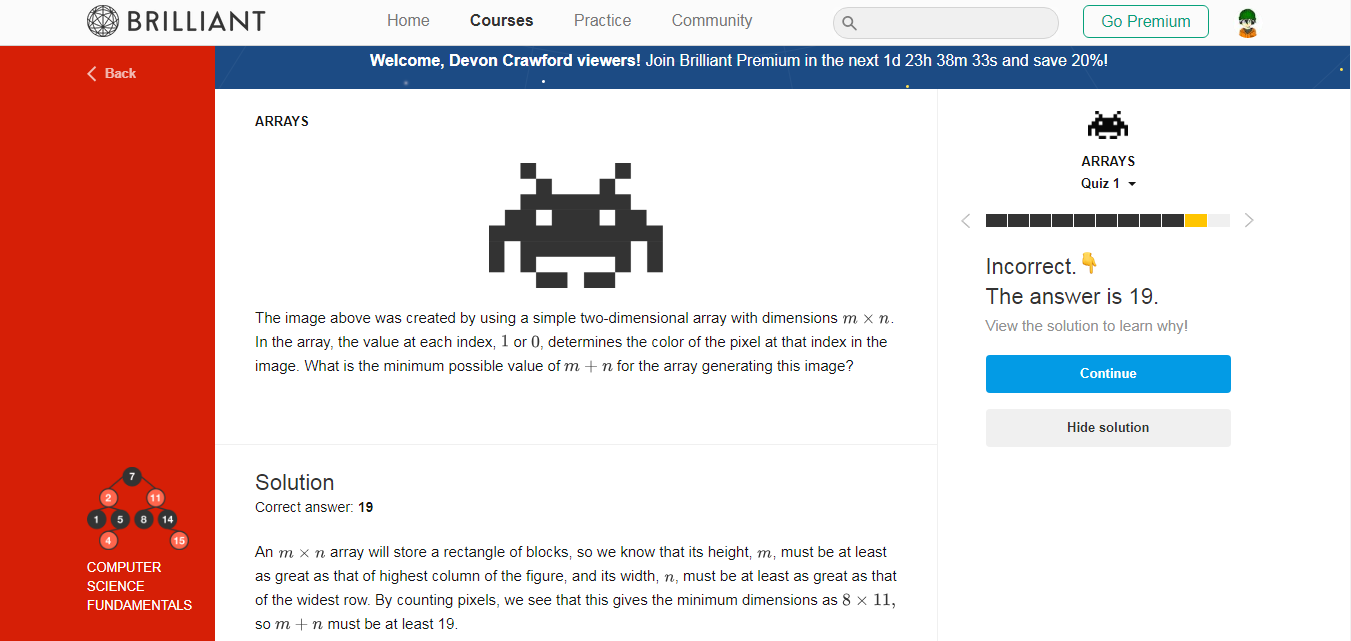 BRILLIANT
Home
Courses
Practice
Community
Go Premium
Back
Welcome, Devon Crawford viewers! Join Brilliant Premium in the next 1d 23h 38m 33s and save 20%!
ARRAYS
The image above was created by using a simple two-dimensional array with dimensions m × n.
In the array, the value at each index, 1 or 0, determines the color of the pixel at that index in the
image. What is the minimum possible value of m + n for the array generating this image?
Solution
Correct answer: 19
An m × n array will store a rectangle of blocks, so we know that its height, m, must be at least
as great as that of highest column of the figure, and its width, n, must be at least as great as that
of the widest row. By counting pixels, we see that this gives the minimum dimensions as 8 × 11,
so m + n must be at least 19.
ARRAYS
Quiz 1
Incorrect.
The answer is 19.
View the solution to learn why!
Continue
Hide solution
7
2 11
1 5 8 14
4 15
COMPUTER
SCIENCE
FUNDAMENTALS